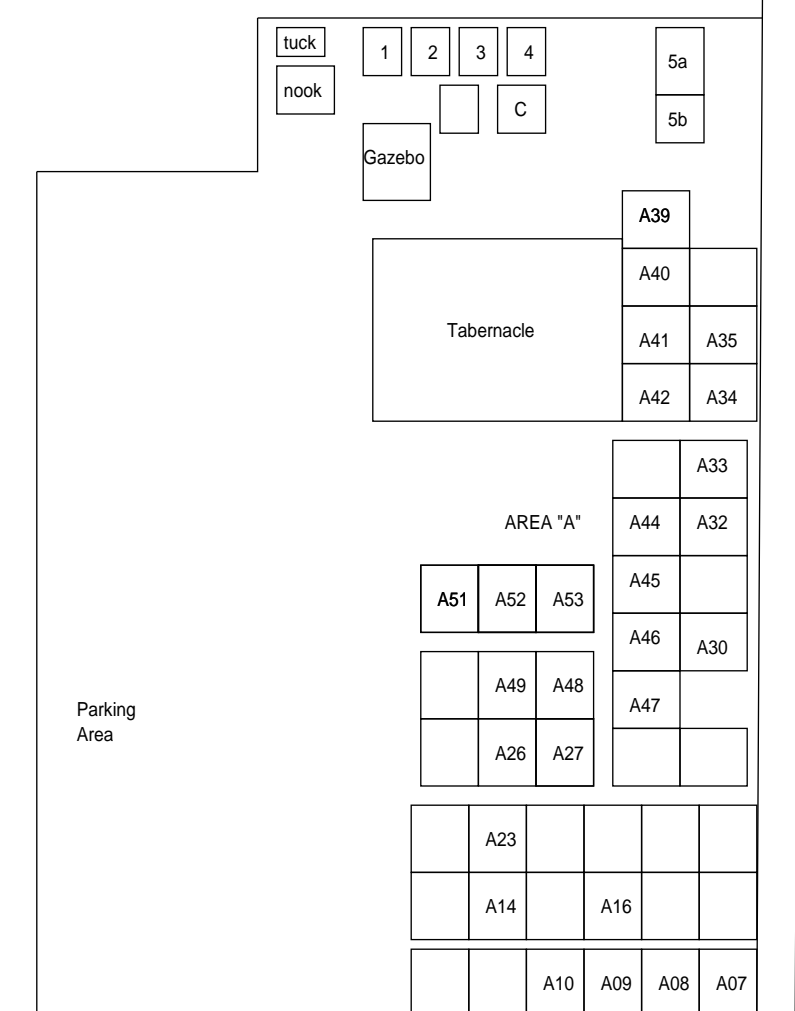 tuck
1
2
3
4
5a
nook
C
5b
Gazebo
A39
A40
Tabernacle
A41
A35
A42
A34
A33
AREA "A"
A44
A32
A45
A51
A52
A53
A46
A30
A49
A48
A47
Parking
Area
A26
A27
A23
A14
A16
A10
A09
A08
A07